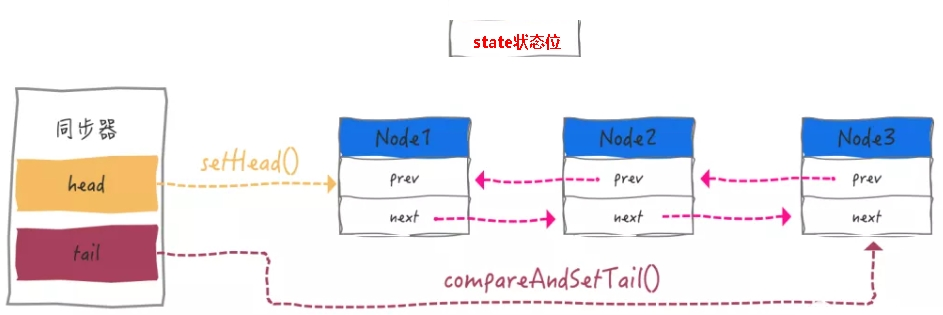 state状态位
同步器
head
tail
setHead()
Node1
prev
next
Node2
prev
next
Node3
prev
next
compareAndSetTail()